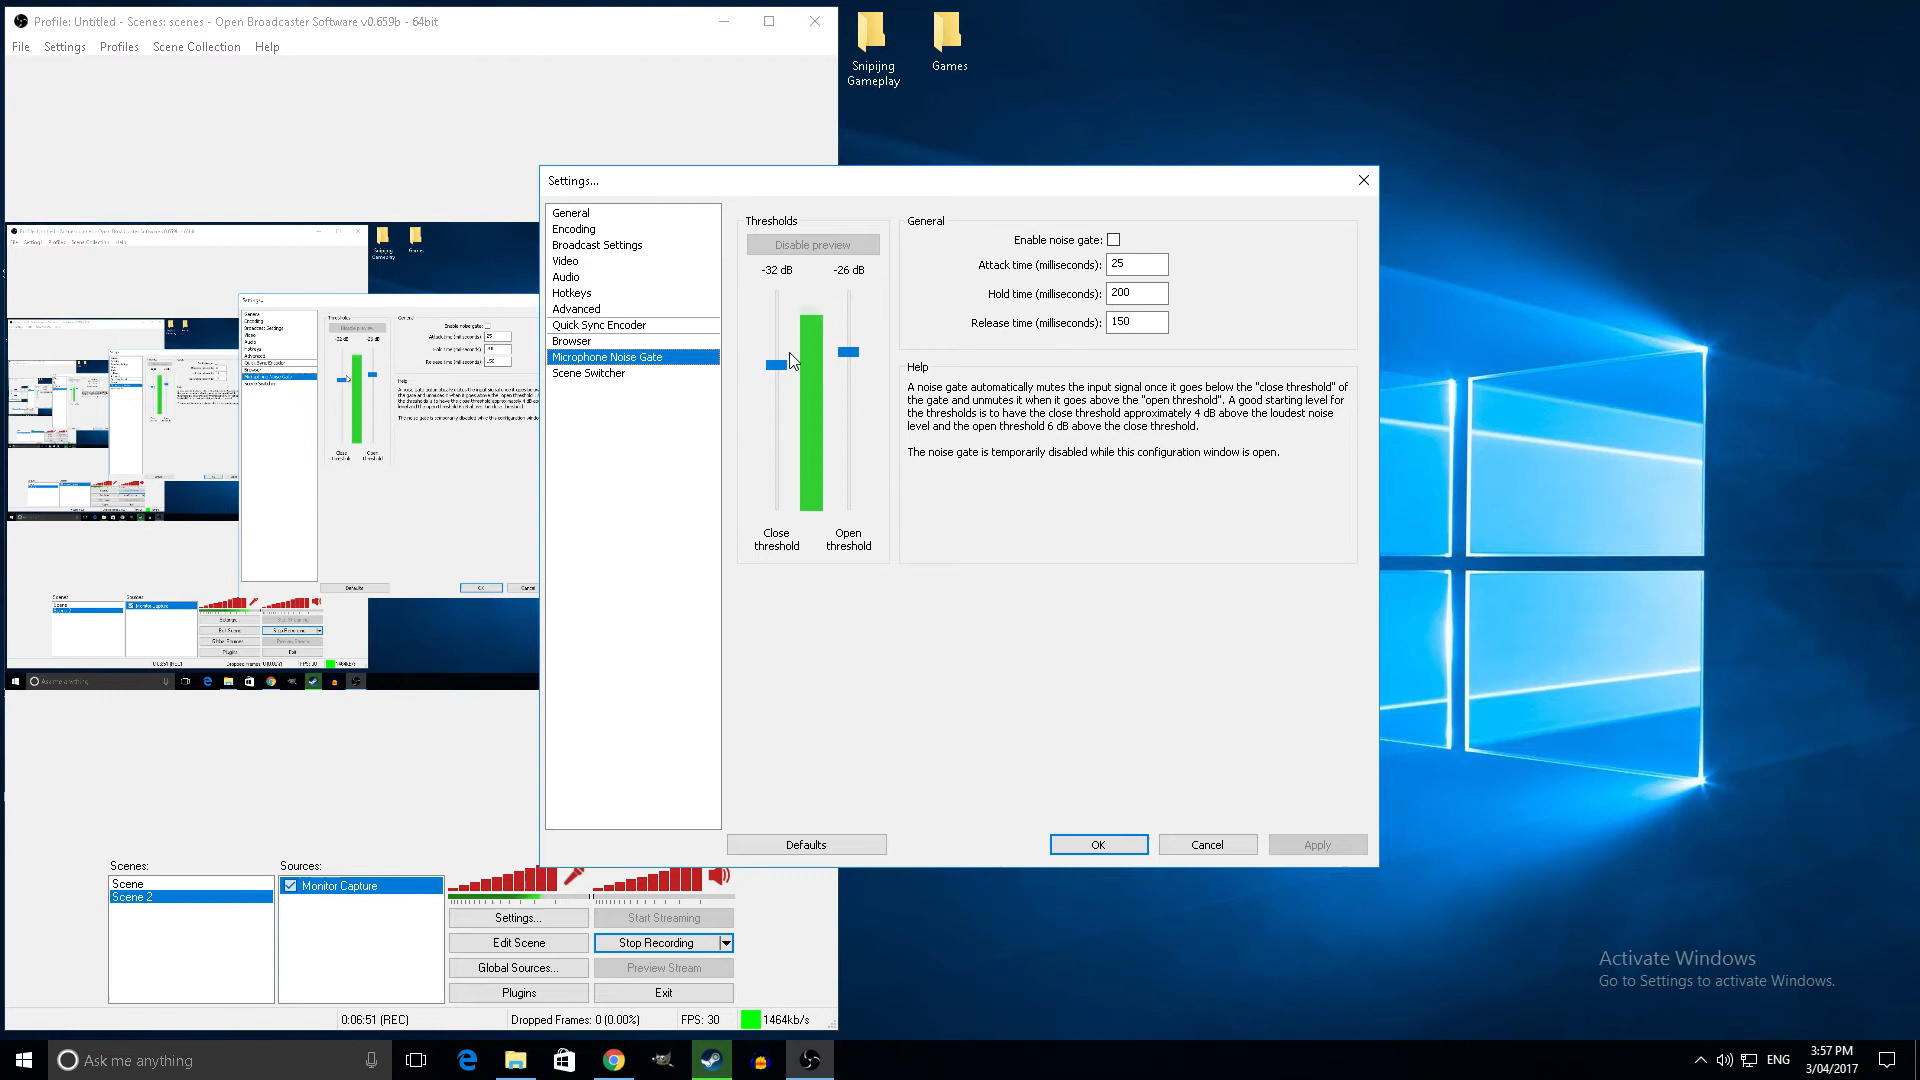 Profile: Untitled - Scenes: scenes - Open Broadcaster Software v0.659b - 64bit
File Settings Profiles Scene Collection Help
Snipijng
Gameplay
Games
Settings...
General
Encoding
Broadcast Settings
Video
Audio
Hotkeys
Advanced
Quick Sync Encoder
Browser
Microphone Noise Gate
Scene Switcher
Thresholds
Disable preview
-32 dB -26 dB
Close
threshold
Open
threshold
General
Enable noise gate:
Attack time (milliseconds): 25
Hold time (milliseconds): 200
Release time (milliseconds): 150
Help
A noise gate automatically mutes the input signal once it goes below the "close threshold" of
the gate and unmutes it when it goes above the "open threshold". A good starting level for
the thresholds is to have the close threshold approximately 4 dB above the loudest noise
level and the open threshold 6 dB above the close threshold.
The noise gate is temporarily disabled while this configuration window is open.
Defaults
OK
Cancel
Apply
Scenes:
Scene
Scene 2
Sources:
Monitor Capture
Settings... Start Streaming
Edit Scene Stop Recording
Global Sources... Preview Stream
Plugins Exit
0:06:51 (REC) Dropped Frames: 0 (0.00%) FPS: 30 1464kb/s
Activate Windows
Go to Settings to activate Windows.
Ask me anything
ENG
3:57 PM
3/04/2017